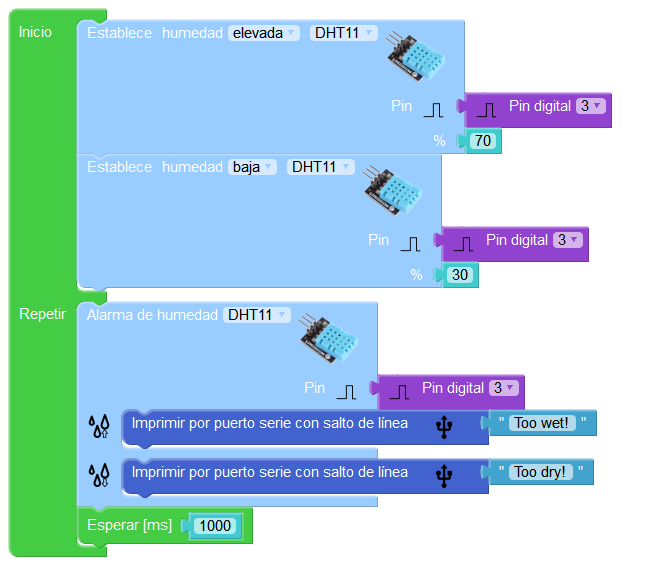 Inicio Establece humedad elevada DHT11
Pin Pin digital 3
% 70
Establece humedad baja DHT11
Pin Pin digital 3
% 30
Repetir Alarma de humedad DHT11
Pin Pin digital 3
Imprimir por puerto serie con salto de línea " Too wet! "
Imprimir por puerto serie con salto de línea " Too dry! "
Esperar [ms] 1000